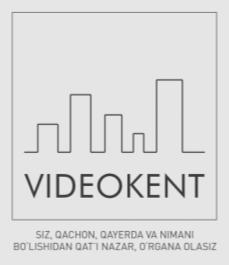 VIDEOKENT
SIZ, QACHON, QAYERDA VA NIMANI
BO'LISHIDAN QAT'I NAZAR, O'RGANA OLASIZ